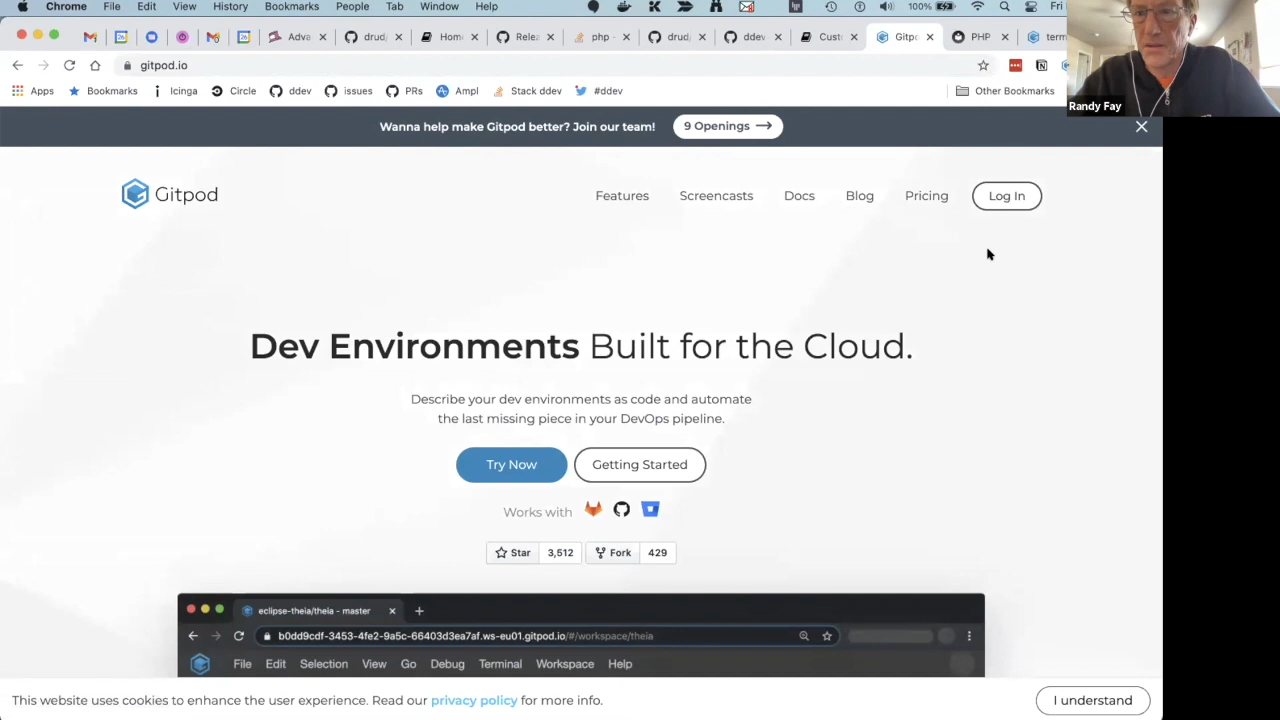 Chrome File Edit View History Bookmarks People Tab Window Help 100% Fri
Adva drud/ Home Relea php - drud/ ddev Custo Gitpo PHP term
gitpod.io
Apps Bookmarks Icinga Circle ddev issues PRs Ampl Stack ddev #ddev Other Bookmarks
Randy Fay
Wanna help make Gitpod better? Join our team! 9 Openings →
Gitpod Features Screencasts Docs Blog Pricing Log In
Dev Environments Built for the Cloud.
Describe your dev environments as code and automate
the last missing piece in your DevOps pipeline.
Try Now Getting Started
Works with
Star 3,512 Fork 429
eclipse-theia/theia - master
b0dd9cdf-3453-4fe2-9a5c-66403d3ea7af.ws-eu01.gitpod.io/#/workspace/theia
File Edit Selection View Go Debug Terminal Workspace Help
This website uses cookies to enhance the user experience. Read our privacy policy for more info. I understand